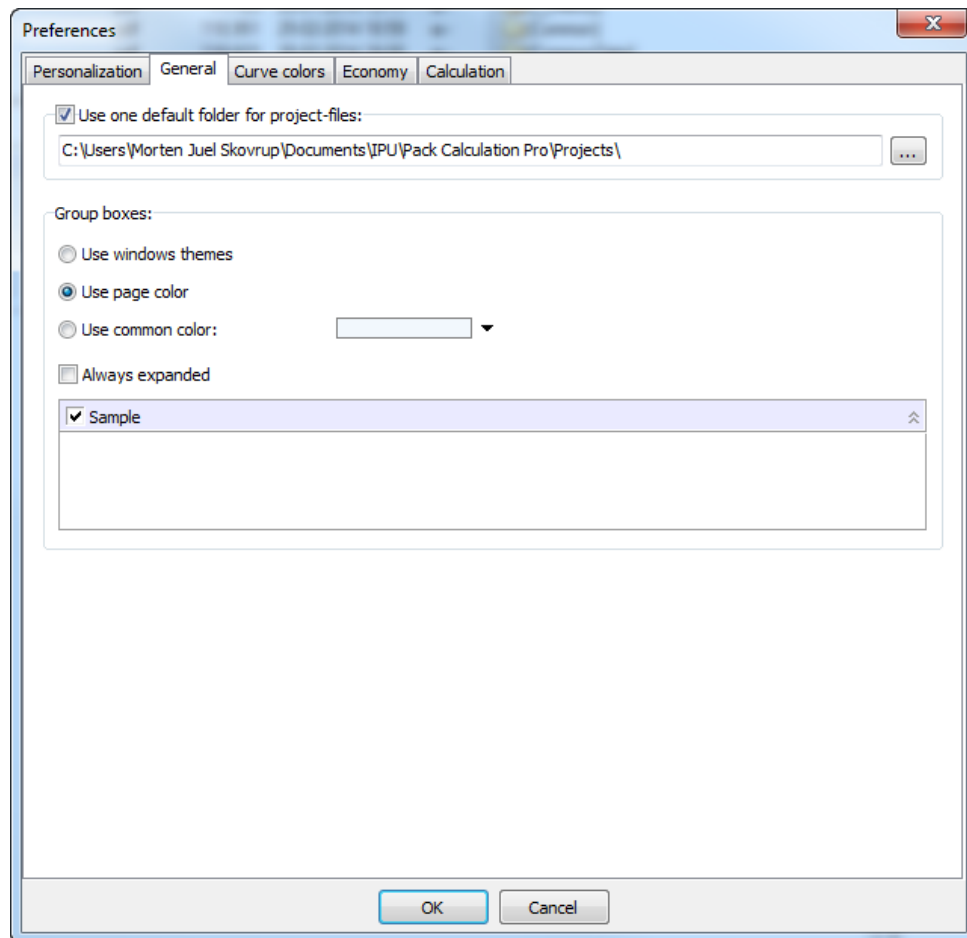 Preferences
Personalization General Curve colors Economy Calculation
Use one default folder for project-files:
C:\Users\Morten Juel Skovrup\Documents\IPU\Pack Calculation Pro\Projects\
...
Group boxes:
Use windows themes
Use page color
Use common color:
Always expanded
Sample
OK Cancel